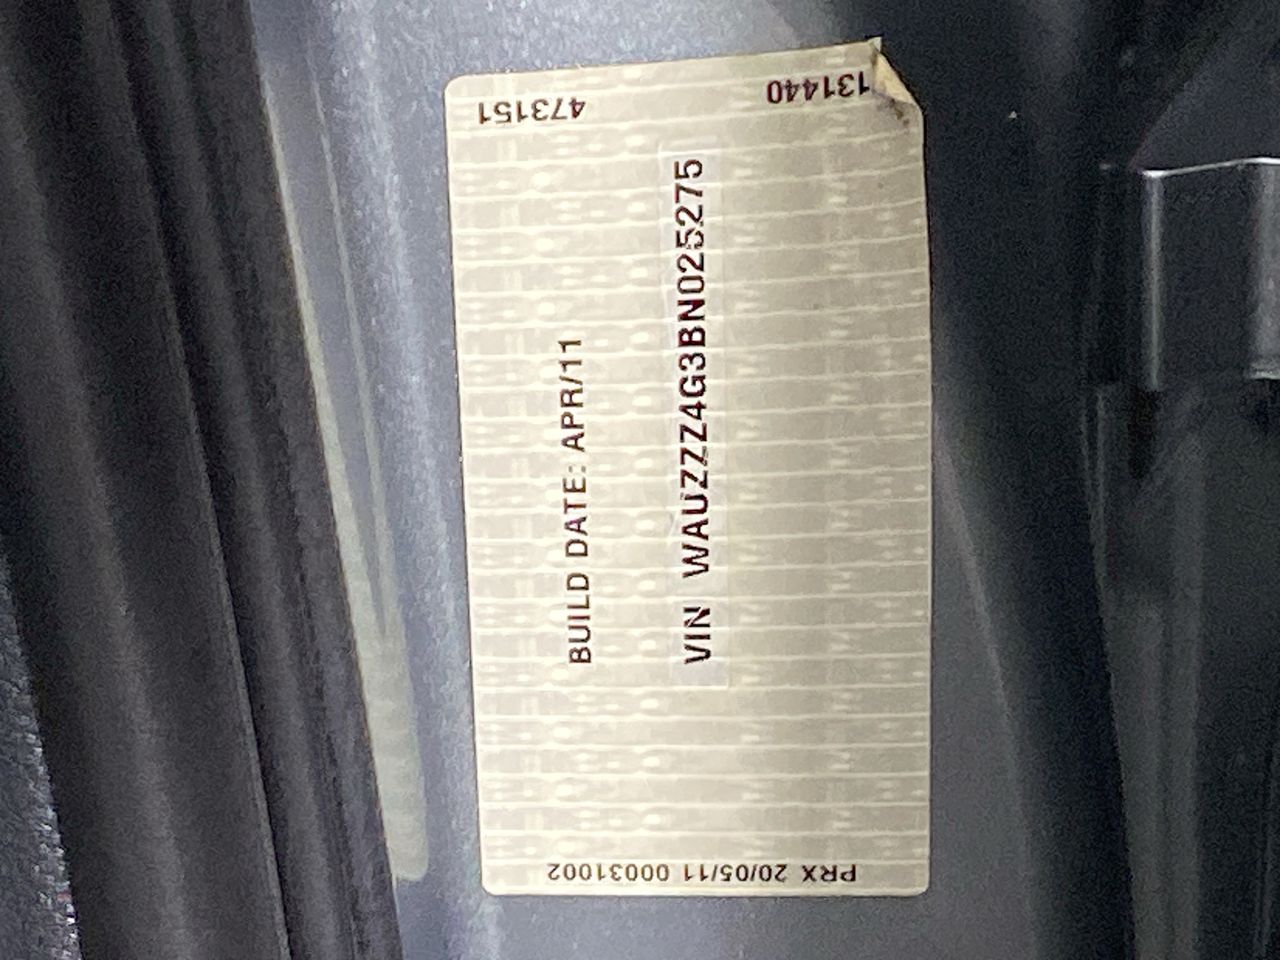 473151
131440
BUILD DATE: APR/11
VIN WAUZZZ4G3BN025275
PRX 20/05/11 00031002